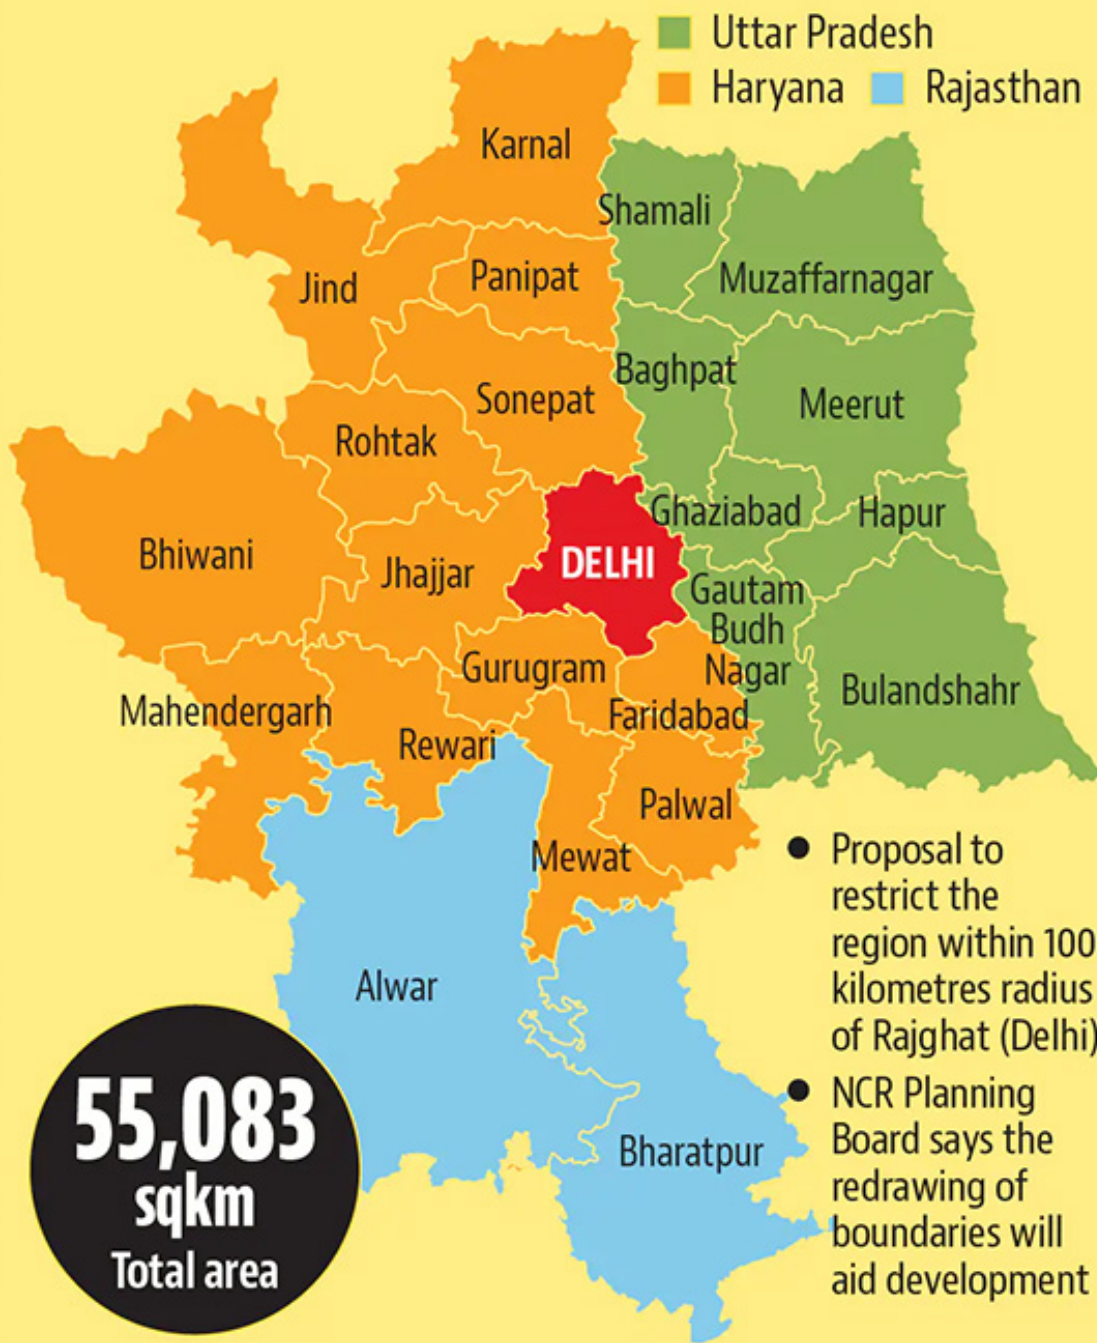 Uttar Pradesh
Haryana
Rajasthan
Karnal
Shamali
Muzaffarnagar
Jind
Panipat
Baghpat
Meerut
Sonepat
Rohtak
Ghaziabad
Hapur
Bhiwani
Jhajjar
DELHI
Gautam
Budh
Nagar
Gurugram
Bulandshahr
Mahendergarh
Faridabad
Rewari
Palwal
Mewat
Alwar
Bharatpur
● Proposal to
restrict the
region within 100
kilometres radius
of Rajghat (Delhi)
● NCR Planning
Board says the
redrawing of
boundaries will
aid development
55,083
sqkm
Total area